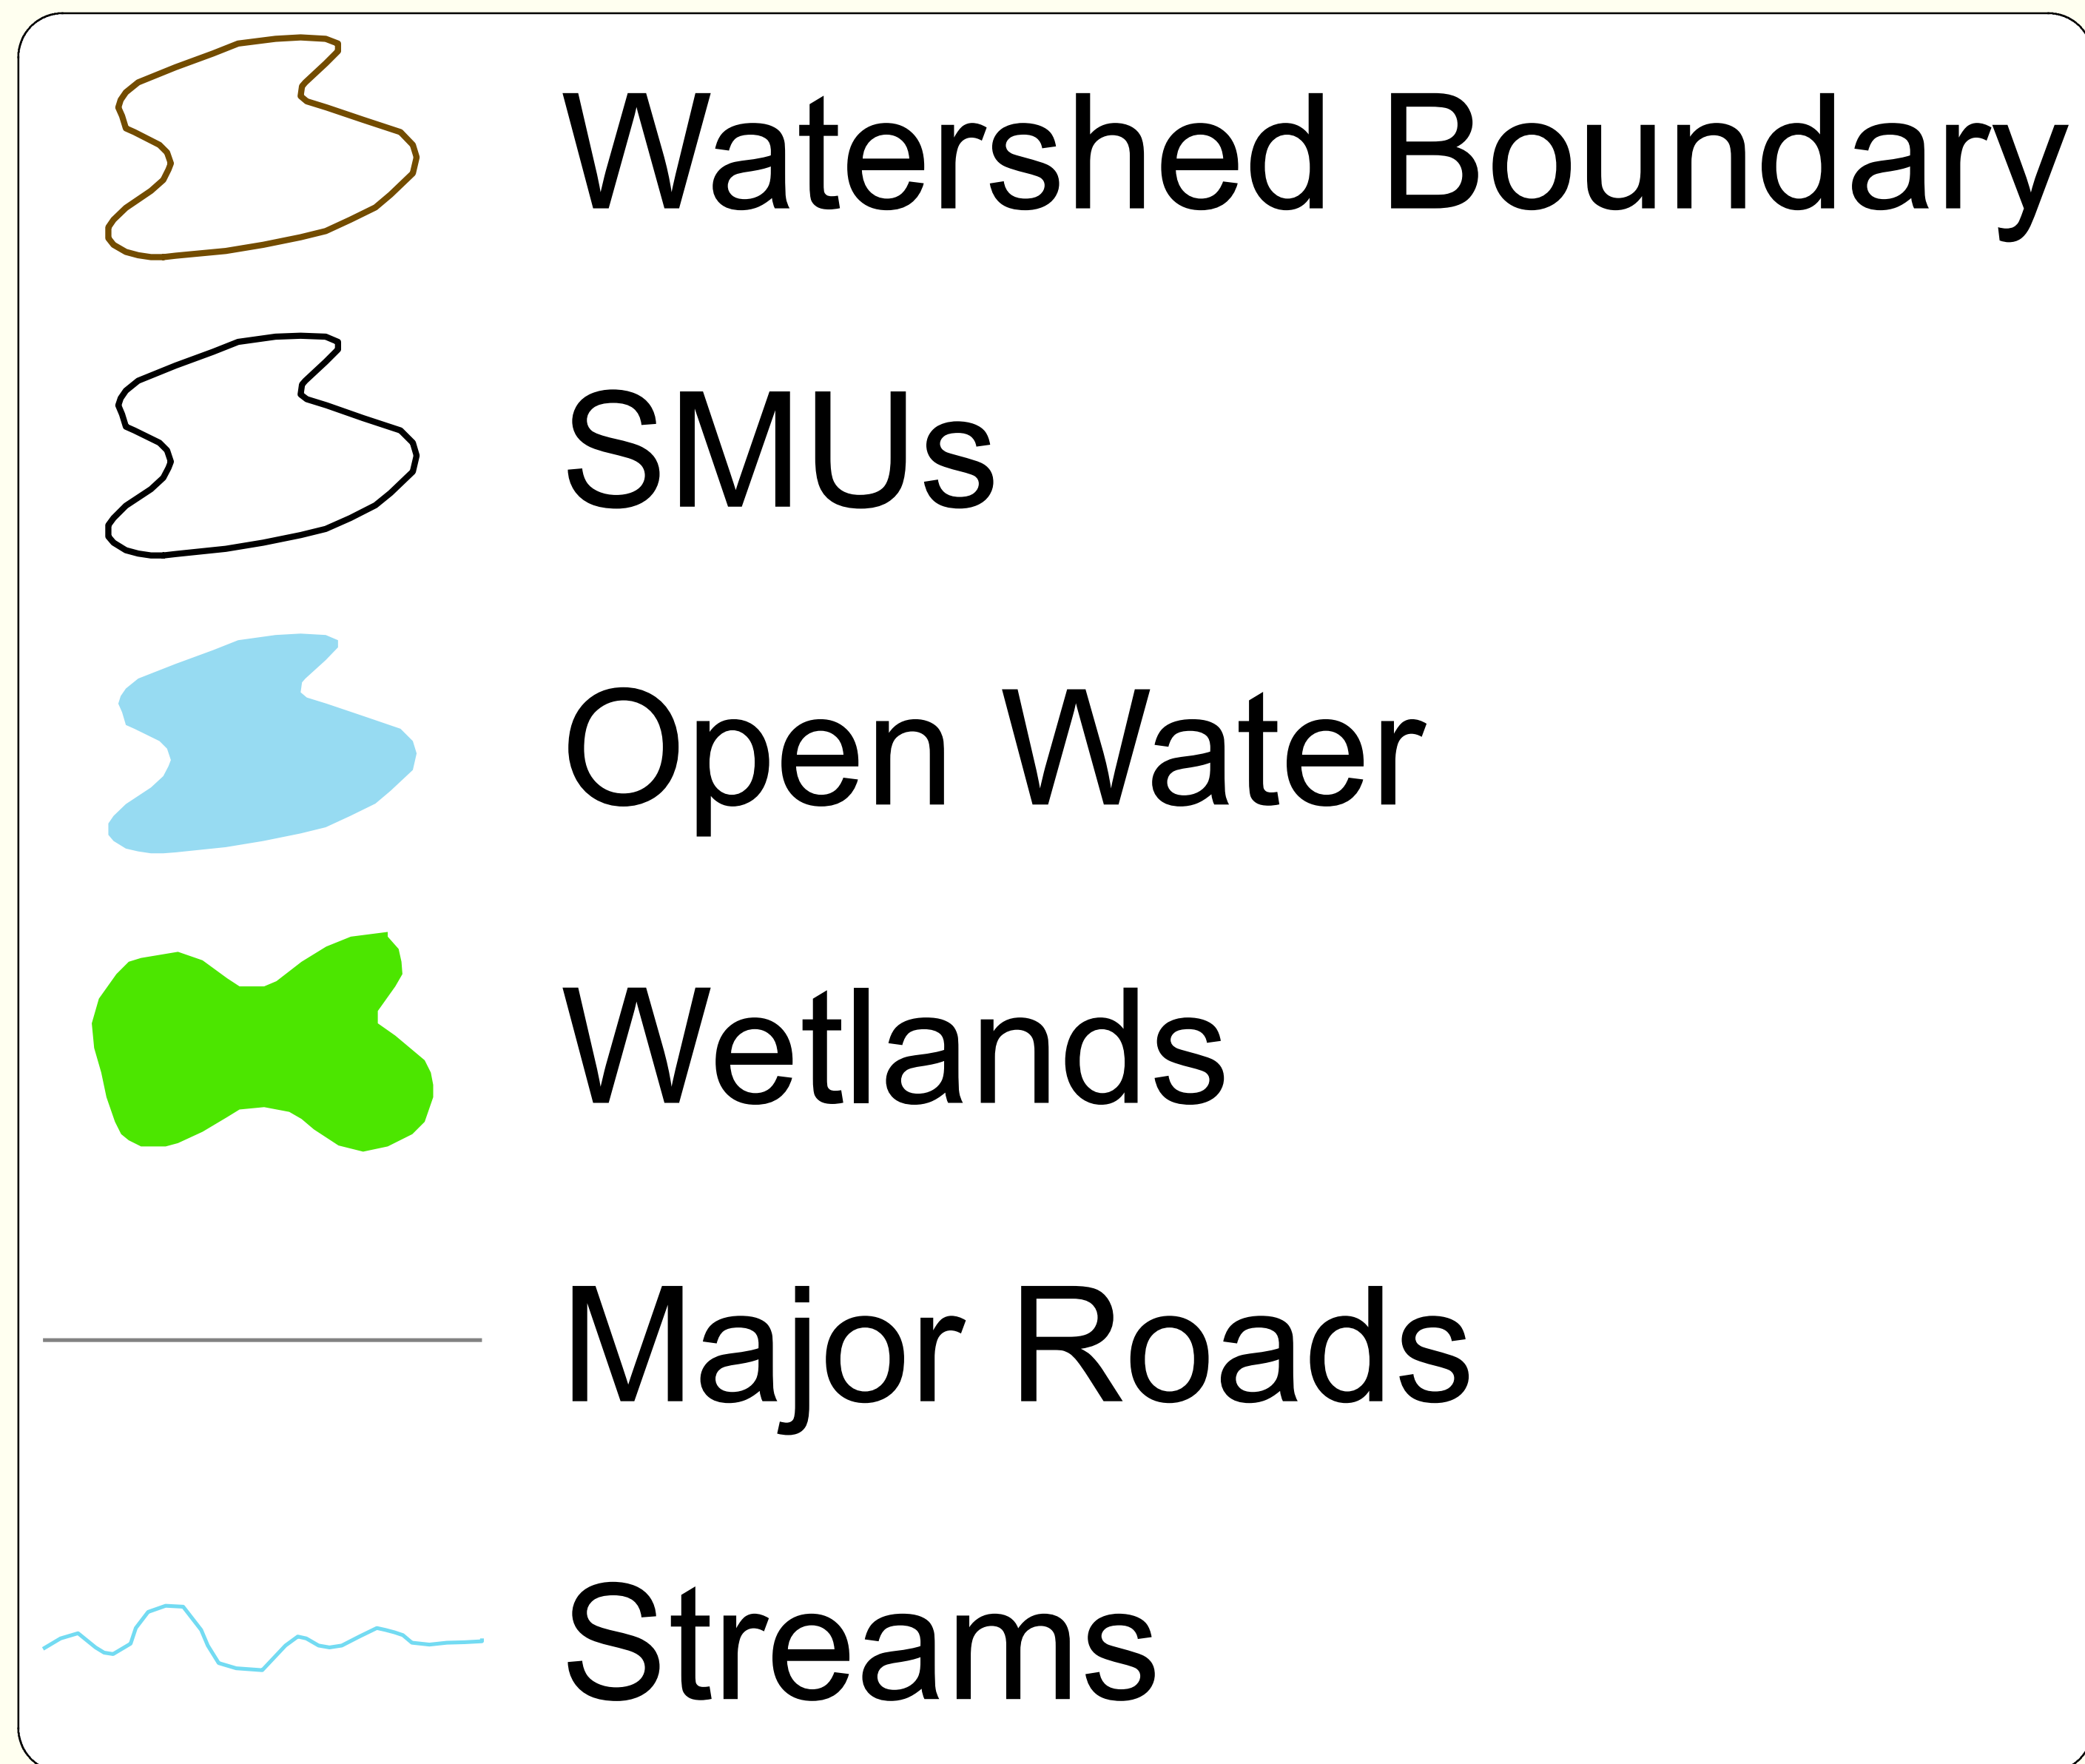 Watershed Boundary
SMUs
Open Water
Wetlands
Major Roads
Streams